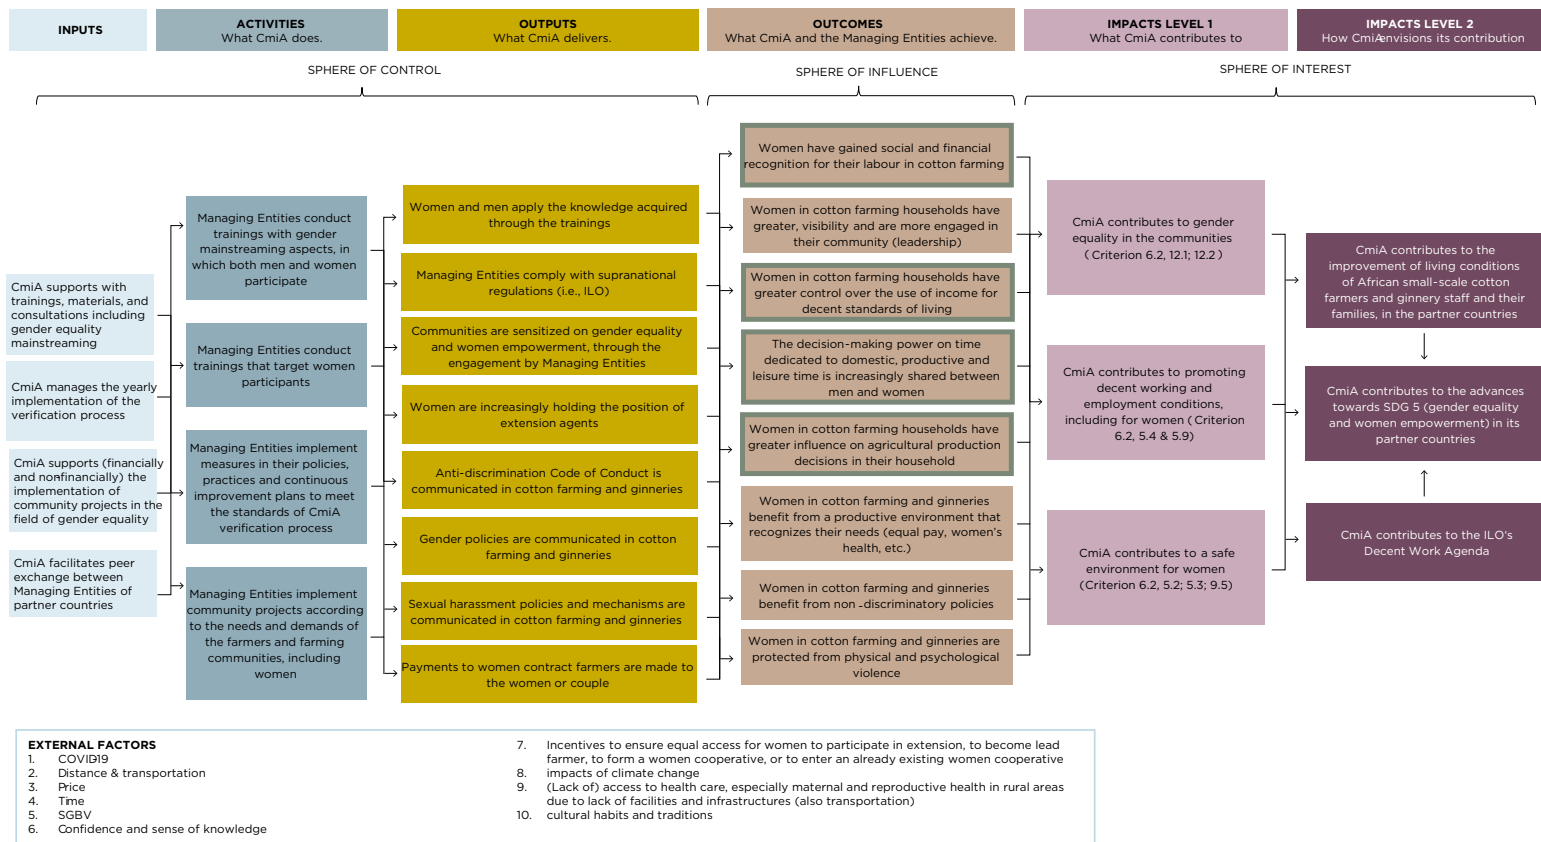 INPUTS
ACTIVITIES
What CmiA does.
OUTPUTS
What CmiA delivers.
OUTCOMES
What CmiA and the Managing Entities achieve.
IMPACTS LEVEL 1
What CmiA contributes to
IMPACTS LEVEL 2
How CmiA envisions its contribution
SPHERE OF CONTROL
SPHERE OF INFLUENCE
SPHERE OF INTEREST
CmiA supports with
trainings, materials, and
consultations including
gender equality
mainstreaming
CmiA manages the yearly
implementation of the
verification process
CmiA supports (financially
and nonfinancially) the
implementation of
community projects in the
field of gender equality
CmiA facilitates peer
exchange between
Managing Entities of
partner countries
Managing Entities conduct
trainings with gender
mainstreaming aspects, in
which both men and women
participate
Managing Entities conduct
trainings that target women
participants
Managing Entities implement
measures in their policies,
practices and continuous
improvement plans to meet
the standards of CmiA
verification process
Managing Entities implement
community projects according
to the needs and demands of
the farmers and farming
communities, including
women
Women and men apply the knowledge acquired
through the trainings
Managing Entities comply with supranational
regulations (i.e., ILO)
Communities are sensitized on gender equality
and women empowerment, through the
engagement by Managing Entities
Women are increasingly holding the position of
extension agents
Anti-discrimination Code of Conduct is
communicated in cotton farming and ginneries
Gender policies are communicated in cotton
farming and ginneries
Sexual harassment policies and mechanisms are
communicated in cotton farming and ginneries
Payments to women contract farmers are made to
the women or couple
Women have gained social and financial
recognition for their labour in cotton farming
Women in cotton farming households have
greater, visibility and are more engaged in
their community (leadership)
Women in cotton farming households have
greater control over the use of income for
decent standards of living
The decision-making power on time
dedicated to domestic, productive and
leisure time is increasingly shared between
men and women
Women in cotton farming households have
greater influence on agricultural production
decisions in their household
Women in cotton farming and ginneries
benefit from a productive environment that
recognizes their needs (equal pay, women's
health, etc.)
Women in cotton farming and ginneries
benefit from non-discriminatory policies
Women in cotton farming and ginneries are
protected from physical and psychological
violence
CmiA contributes to gender
equality in the communities
(Criterion 6.2, 12.1; 12.2)
CmiA contributes to promoting
decent working and
employment conditions,
including for women (Criterion
6.2, 5.4 & 5.9)
CmiA contributes to a safe
environment for women
(Criterion 6.2, 5.2; 5.3; 9.5)
CmiA contributes to the
improvement of living conditions
of African small-scale cotton
farmers and ginnery staff and their
families, in the partner countries
CmiA contributes to the advances
towards SDG 5 (gender equality
and women empowerment) in its
partner countries
CmiA contributes to the ILO's
Decent Work Agenda
EXTERNAL FACTORS
1. COVID-19
2. Distance & transportation
3. Price
4. Time
5. SGBV
6. Confidence and sense of knowledge
7. Incentives to ensure equal access for women to participate in extension, to become lead
farmer, to form a women cooperative, or to enter an already existing women cooperative
8. impacts of climate change
9. (Lack of) access to health care, especially maternal and reproductive health in rural areas
due to lack of facilities and infrastructures (also transportation)
10. cultural habits and traditions